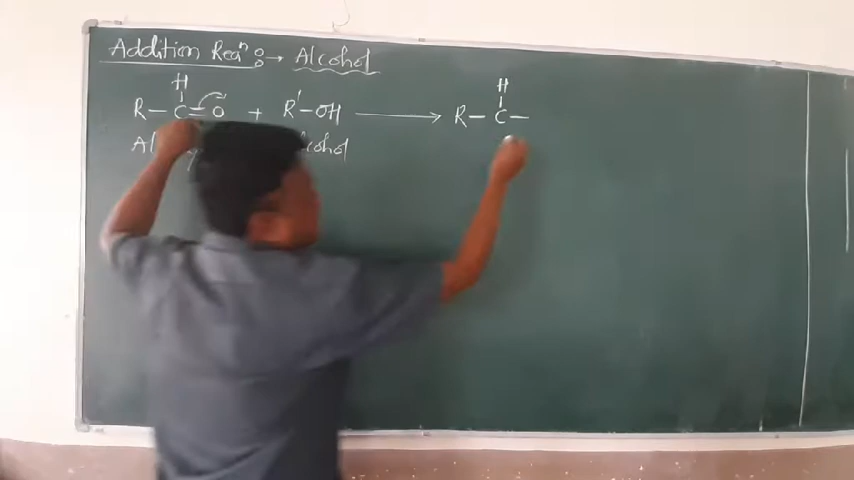 Addition Reaⁿ :→ Alcohol
H H
R—C=O + R'—OH ⟶ R—C—